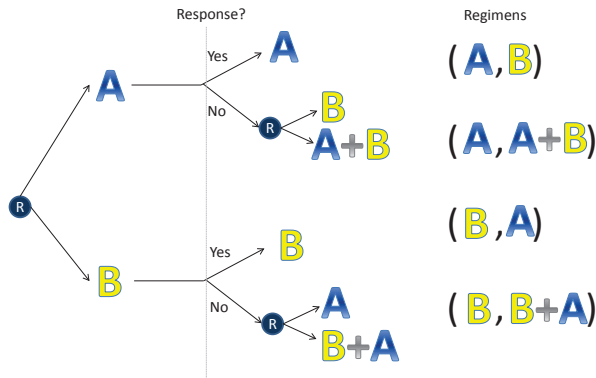 Response?
Regimens
A
Yes
A
No
R
B
A+B
R
B
Yes
B
No
R
A
B+A
(A,B)
(A,A+B)
(B,A)
(B,B+A)